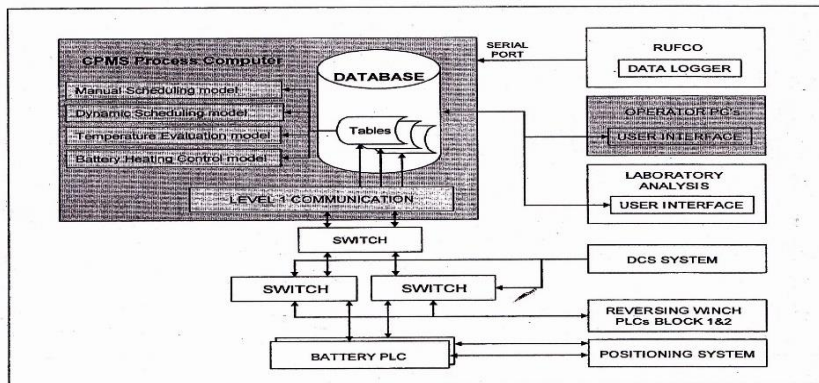 CPMS Process Computer
Manual Scheduling model
Dynamic Scheduling model
Temperature Evaluation model
Battery Heating Control model
DATABASE
Tables
LEVEL 1 COMMUNICATION
SERIAL
PORT
RUFCO
DATA LOGGER
OPERATOR PC's
USER INTERFACE
LABORATORY
ANALYSIS
USER INTERFACE
SWITCH
SWITCH
SWITCH
DCS SYSTEM
REVERSING WINCH
PLCs BLOCK 1&2
BATTERY PLC
POSITIONING SYSTEM